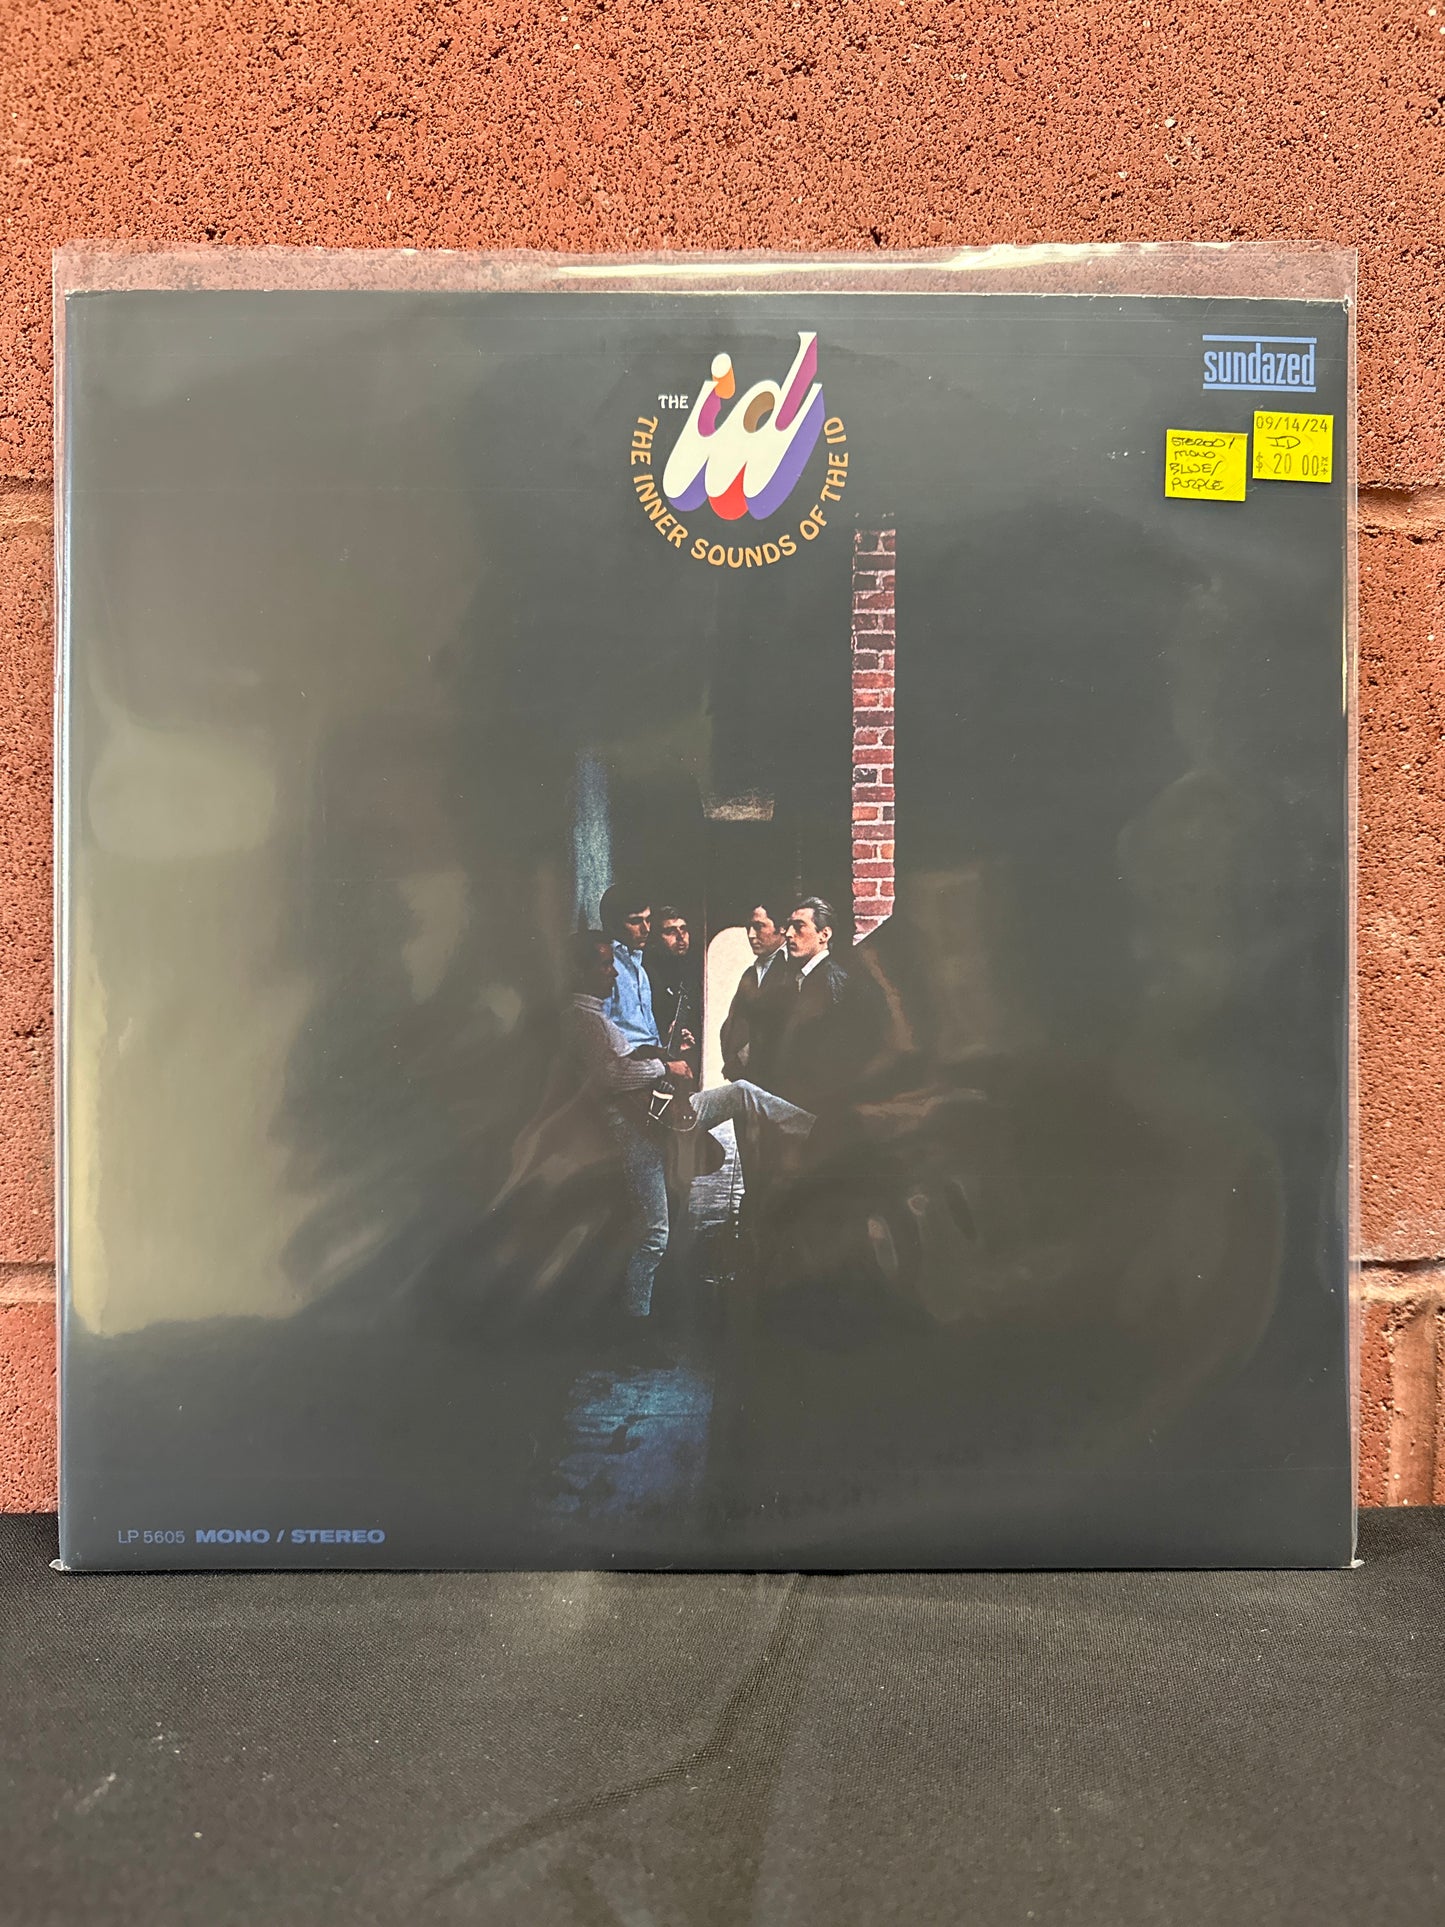 THE id
THE INNER SOUNDS OF THE ID
sundazed
09/14/24
ID
$ 20 00
STEREO/
MONO
BLUE/
PURPLE
LP 5605 MONO / STEREO